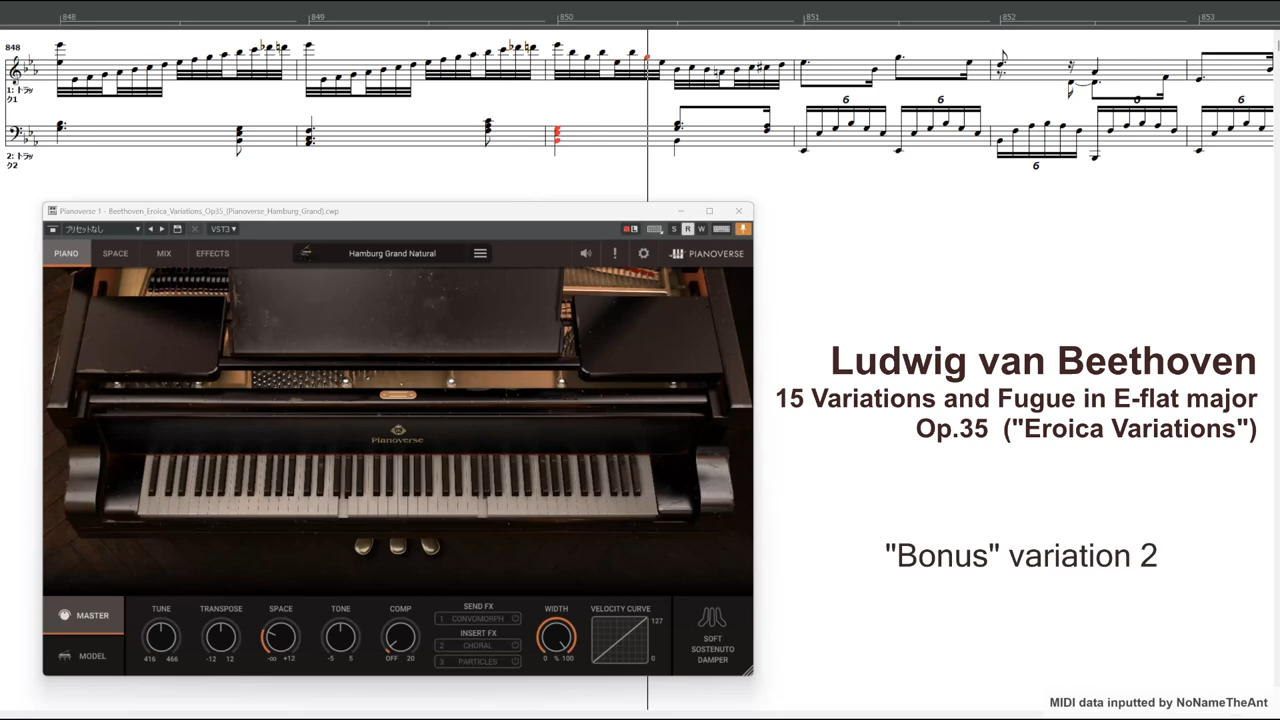 848 849 850 851 852 853
848
1: トラック1
6 6 6 6
2: トラック2
6
Pianoverse 1 - Beethoven_Eroica_Variations_Op35_(Pianoverse_Hamburg_Grand).cwp
プリセットなし VST3 L S R W
PIANO SPACE MIX EFFECTS Hamburg Grand Natural ! PIANOVERSE
Pianoverse
Ludwig van Beethoven
15 Variations and Fugue in E-flat major
Op.35 ("Eroica Variations")
"Bonus" variation 2
MASTER
MODEL
TUNE TRANSPOSE SPACE TONE COMP
416 466 -12 12 -∞ +12 -5 5 OFF 20
SEND FX
1 CONVOMORPH
INSERT FX
2 CHORAL
3 PARTICLES
WIDTH
0 % 100
VELOCITY CURVE
127
0
SOFT
SOSTENUTO
DAMPER
MIDI data inputted by NoNameTheAnt